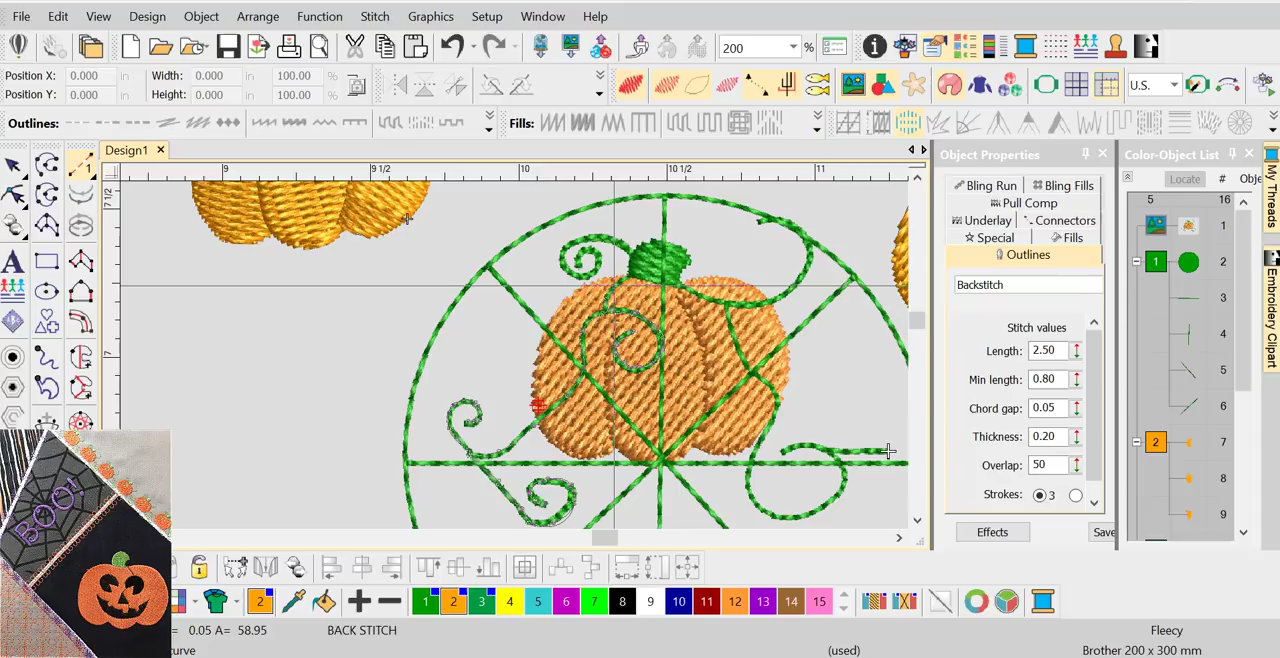 File Edit View Design Object Arrange Function Stitch Graphics Setup Window Help
200 %
Position X: 0.000 in Width: 0.000 in 100.00 %
Position Y: 0.000 in Height: 0.000 in 100.00 %
U.S.
Outlines: Fills:
Design1
Object Properties
Color-Object List
9 9 1/2 10 10 1/2 11
7 1/2
7
Bling Run Bling Fills
Pull Comp
Underlay Connectors
Special Fills
Outlines
Backstitch
Stitch values
Length: 2.50
Min length: 0.80
Chord gap: 0.05
Thickness: 0.20
Overlap: 50
Strokes: 3
Effects Save
Locate # Obje
5 16
1
1 2
3
4
5
6
2 7
8
9
My Threads
Embroidery Clipart
BOO!
2 1 2 3 4 5 6 7 8 9 10 11 12 13 14 15
= 0.05 A= 58.95 BACK STITCH Fleecy
curve (used) Brother 200 x 300 mm